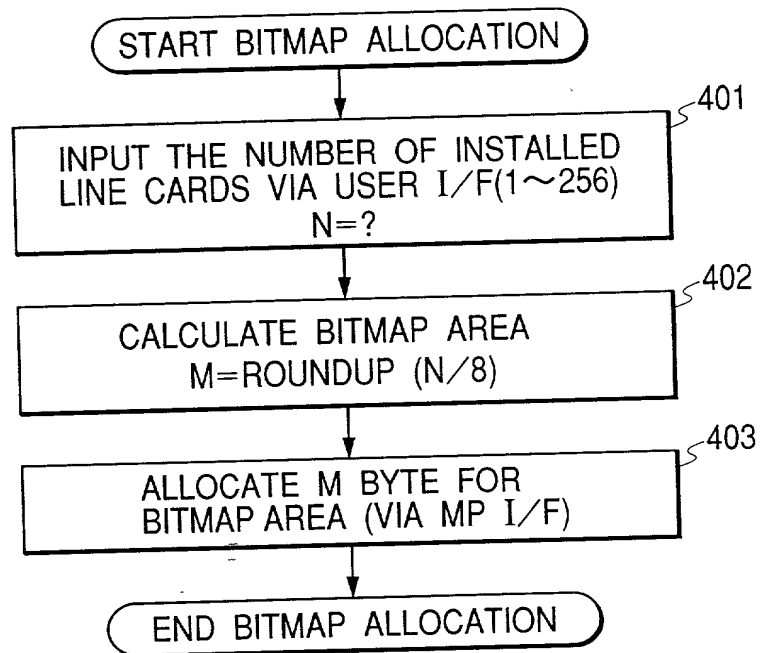 START BITMAP ALLOCATION
401
INPUT THE NUMBER OF INSTALLED
LINE CARDS VIA USER I/F(1～256)
N=?
402
CALCULATE BITMAP AREA
M=ROUNDUP (N/8)
403
ALLOCATE M BYTE FOR
BITMAP AREA (VIA MP I/F)
END BITMAP ALLOCATION